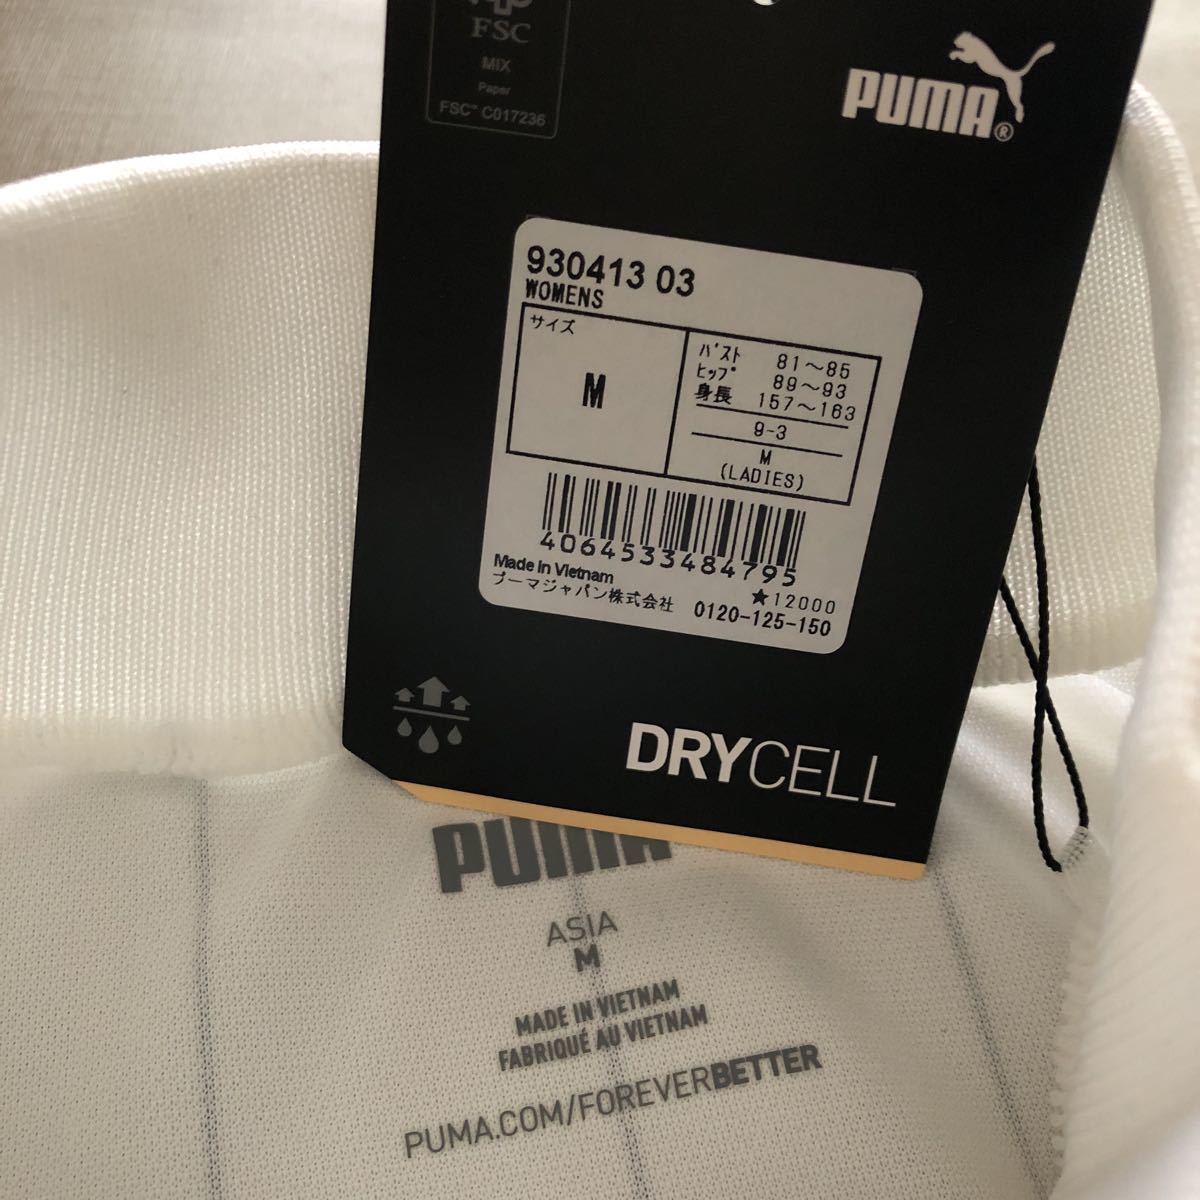 FSC
MIX
Paper
FSC™ C017236
PUMA®
930413 03
WOMENS
サイズ
M
バスト 81〜85
ヒップ 89〜93
身長 157〜163
9-3
M
(LADIES)
4064533484795
Made in Vietnam
★12000
プーマジャパン株式会社 0120-125-150
DRYCELL
PUMA
ASIA
M
MADE IN VIETNAM
FABRIQUÉ AU VIETNAM
PUMA.COM/FOREVERBETTER